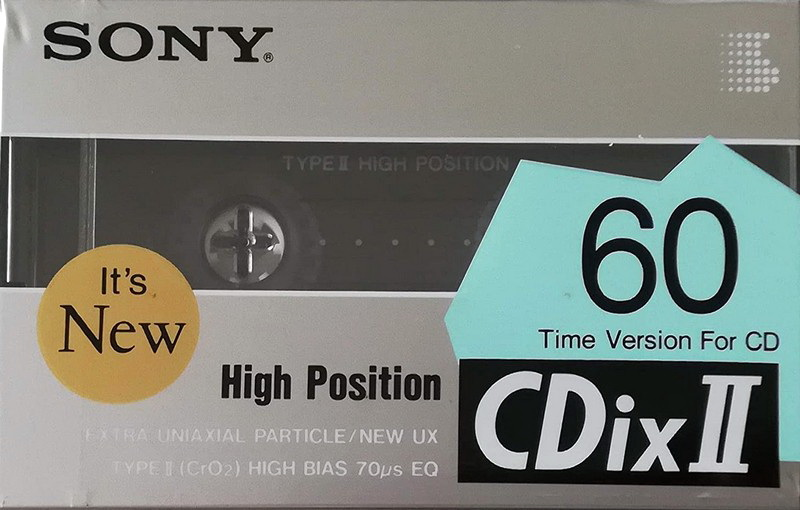 SONY®
TYPE II HIGH POSITION
60
Time Version For CD
It's
New
High Position
CDix II
EXTRA UNIAXIAL PARTICLE/NEW UX
TYPE II (CrO2) HIGH BIAS 70μs EQ